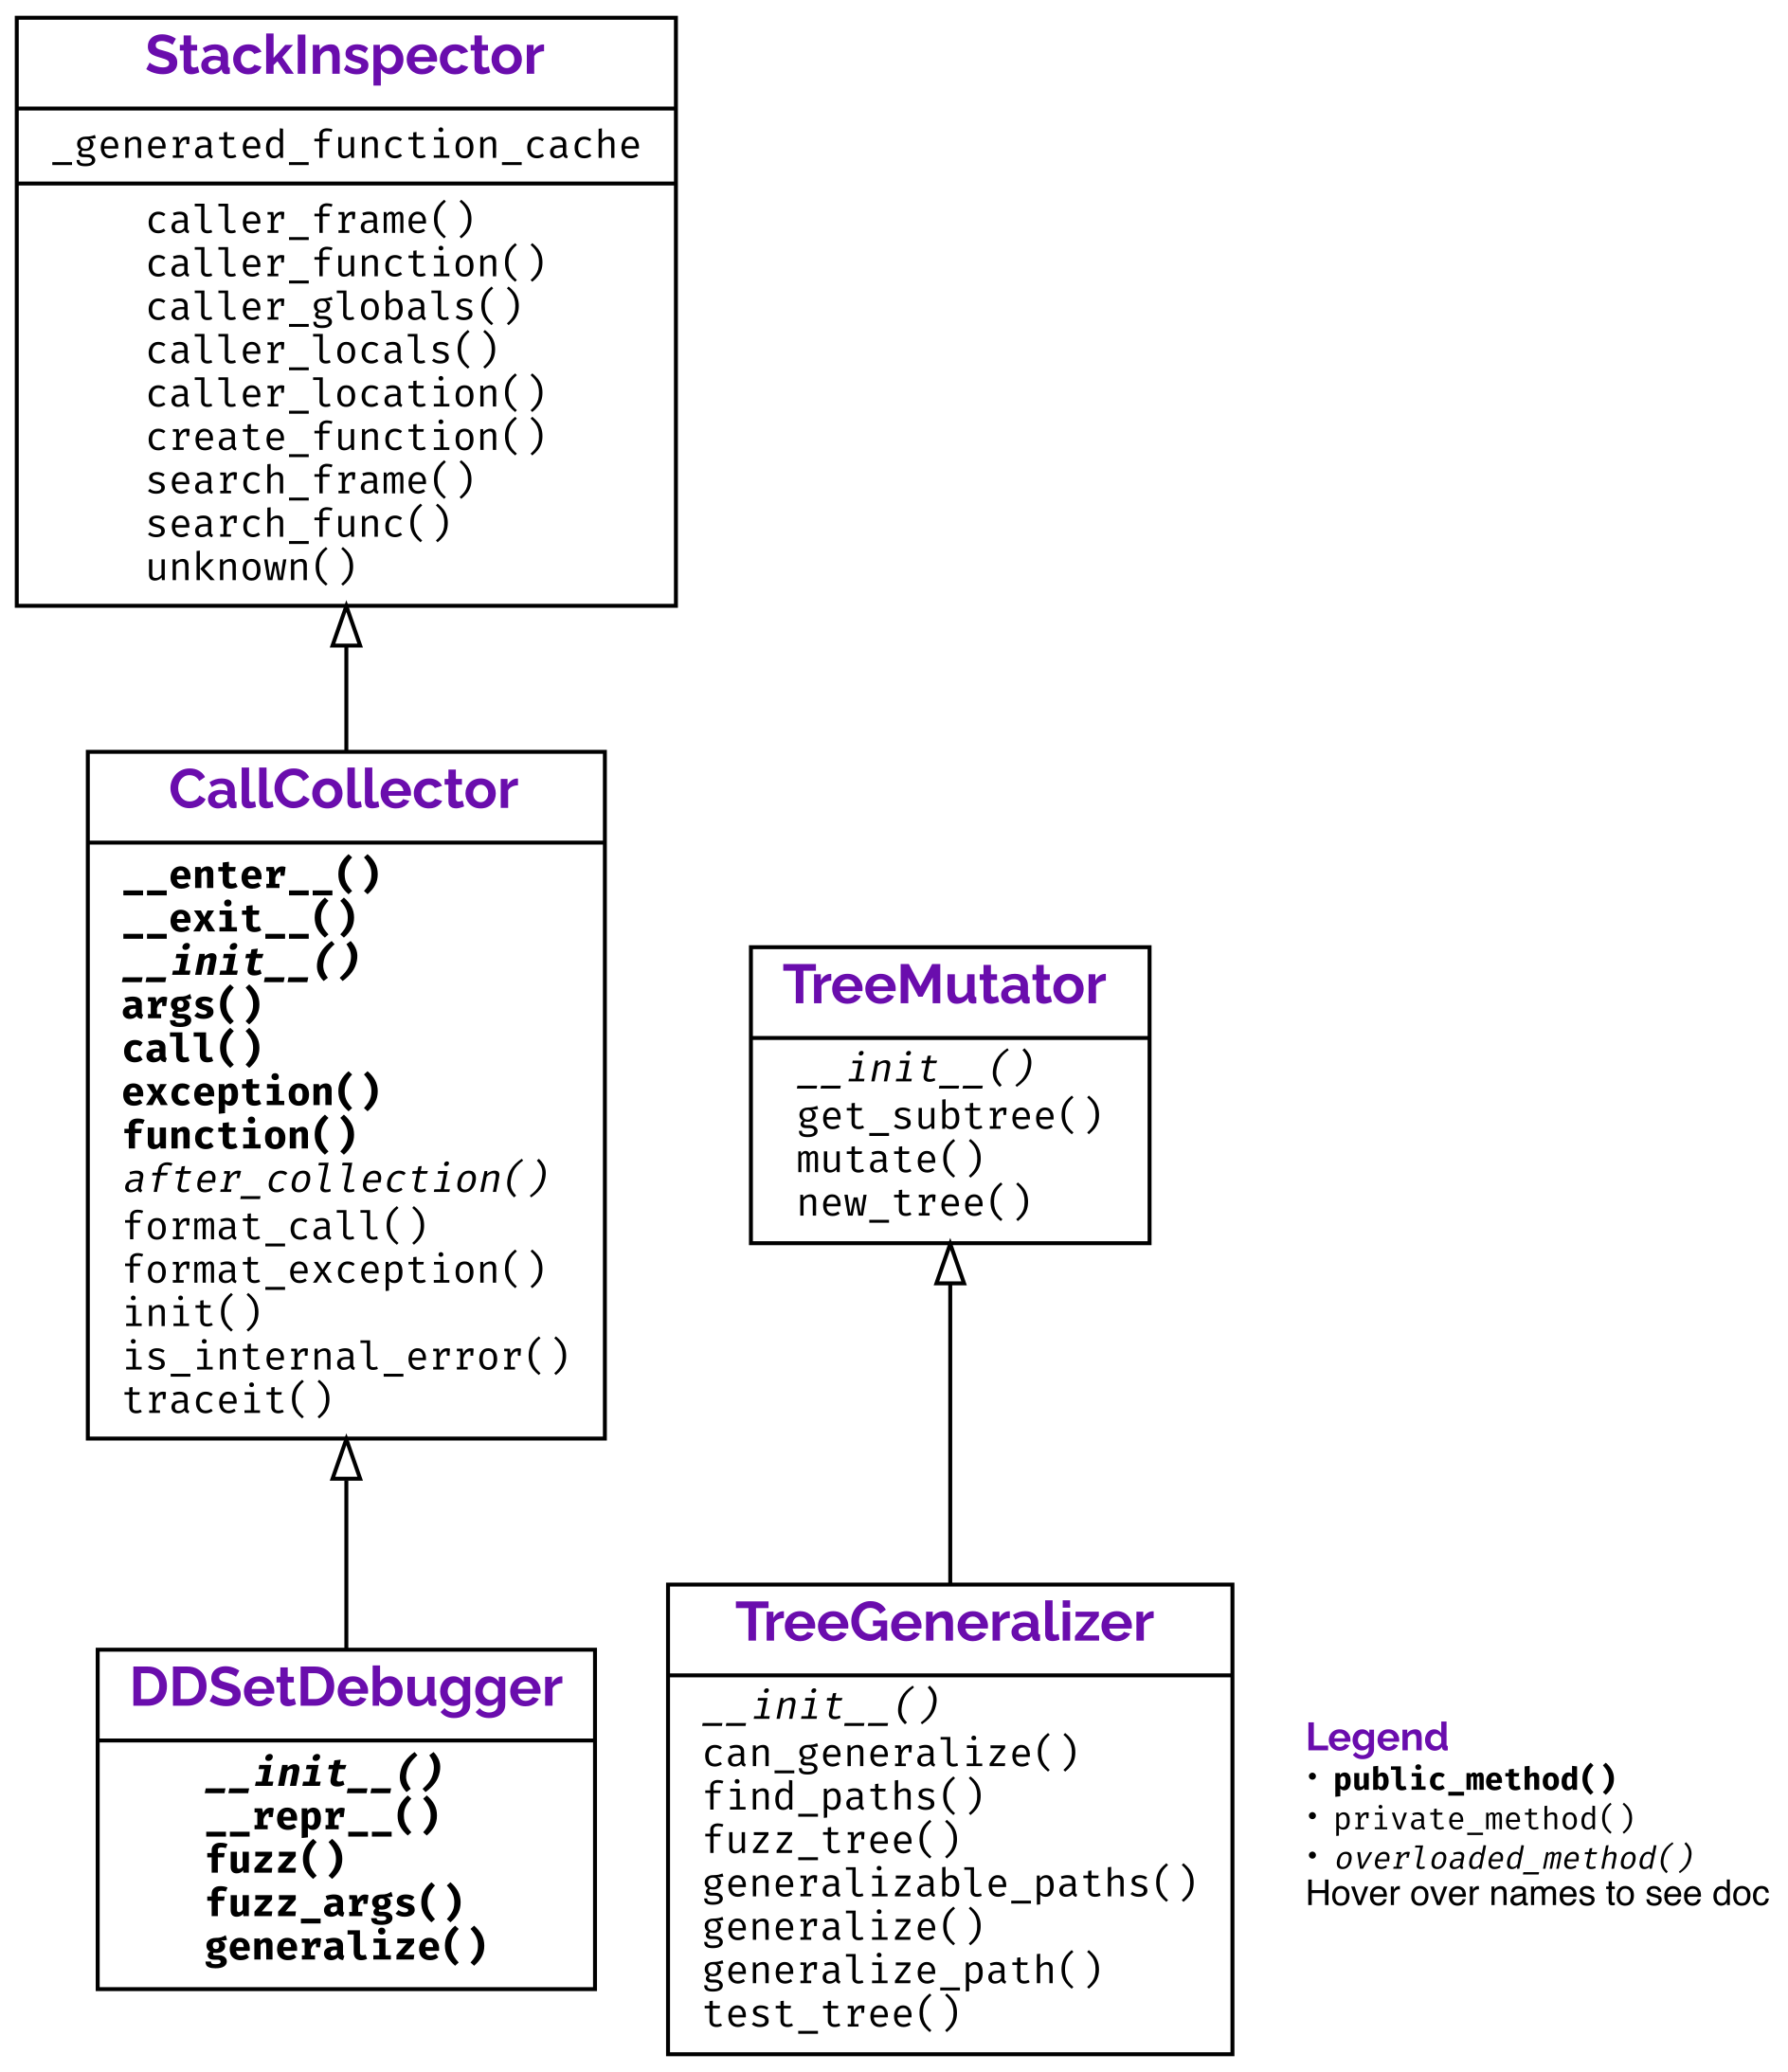 StackInspector
_generated_function_cache
caller_frame()
caller_function()
caller_globals()
caller_locals()
caller_location()
create_function()
search_frame()
search_func()
unknown()
CallCollector
__enter__()
__exit__()
__init__()
args()
call()
exception()
function()
after_collection()
format_call()
format_exception()
init()
is_internal_error()
traceit()
DDSetDebugger
__init__()
__repr__()
fuzz()
fuzz_args()
generalize()
TreeMutator
__init__()
get_subtree()
mutate()
new_tree()
TreeGeneralizer
__init__()
can_generalize()
find_paths()
fuzz_tree()
generalizable_paths()
generalize()
generalize_path()
test_tree()
Legend
• public_method()
• private_method()
• overloaded_method()
Hover over names to see doc